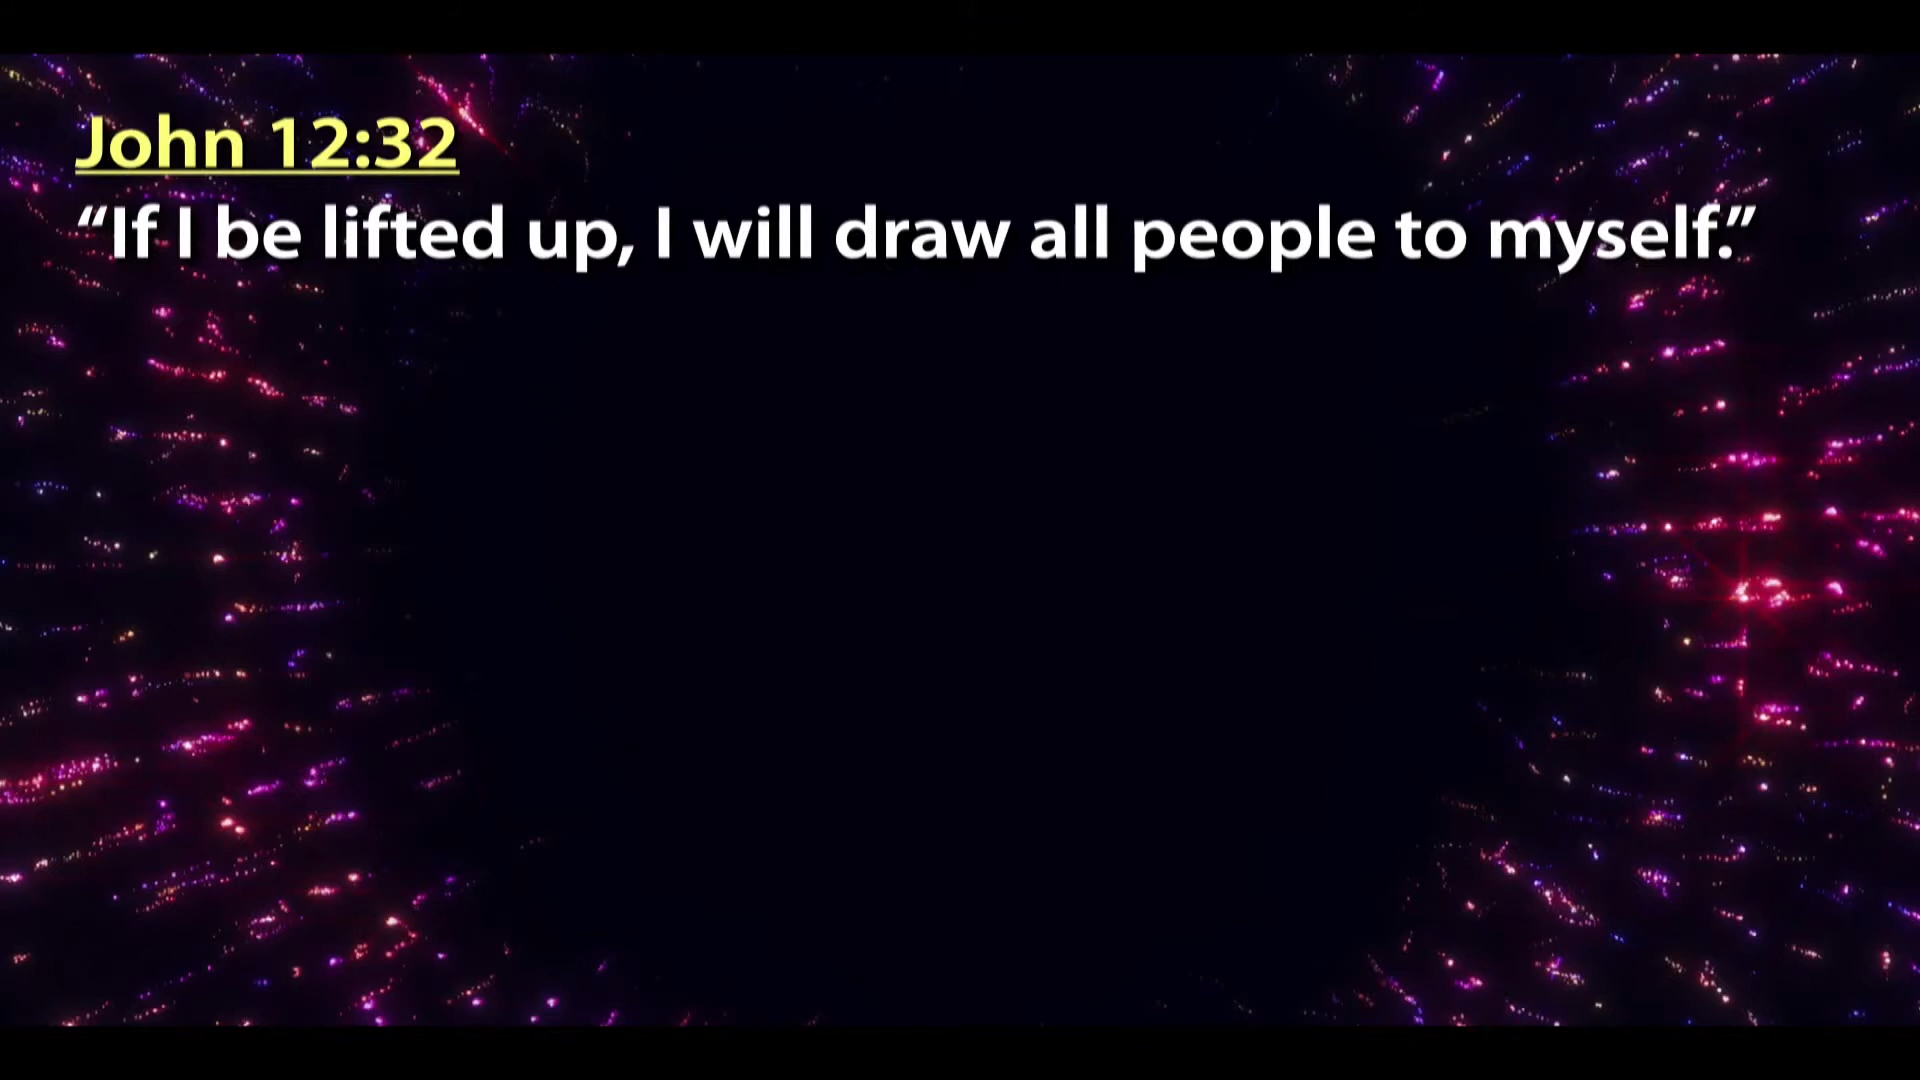 John 12:32
“If I be lifted up, I will draw all people to myself.”